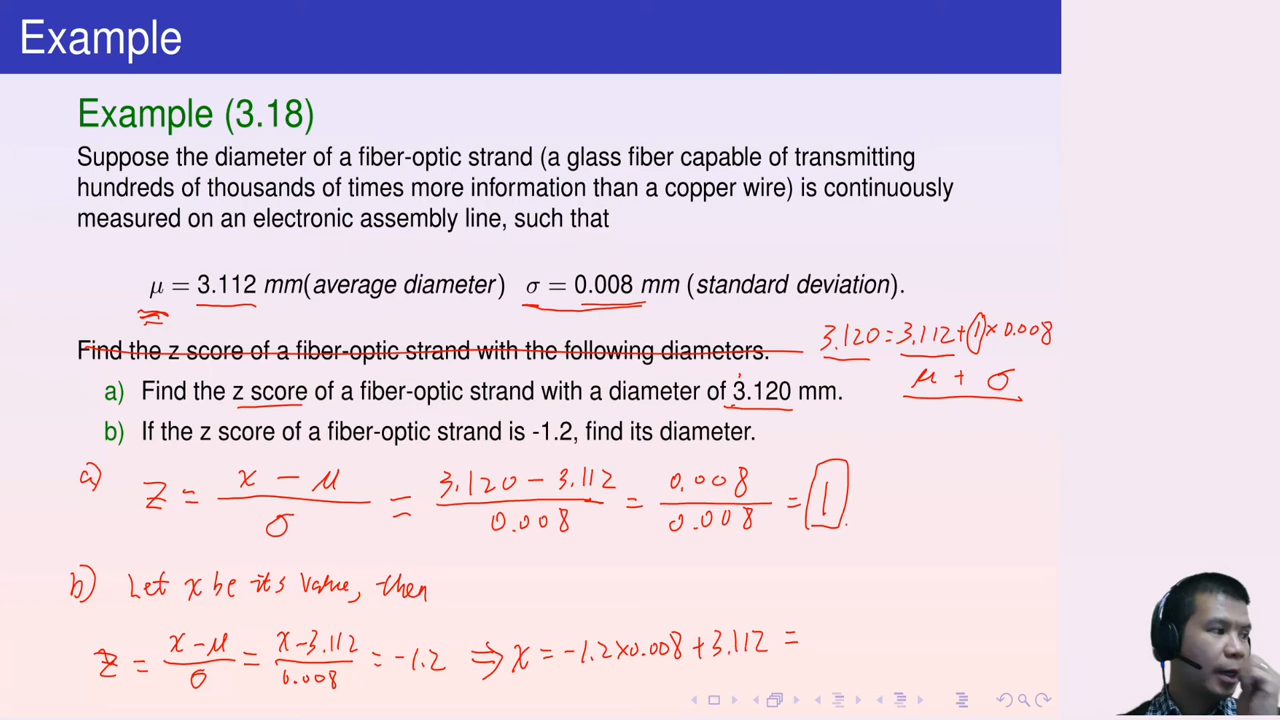 Example
Example (3.18)
Suppose the diameter of a fiber-optic strand (a glass fiber capable of transmitting
hundreds of thousands of times more information than a copper wire) is continuously
measured on an electronic assembly line, such that
μ = 3.112 mm(average diameter) σ = 0.008 mm (standard deviation).
Find the z score of a fiber-optic strand with the following diameters.
3.120 = 3.112 + 1 × 0.008
μ + σ
a) Find the z score of a fiber-optic strand with a diameter of 3.120 mm.
b) If the z score of a fiber-optic strand is -1.2, find its diameter.
a) z = (x - μ)/σ = (3.120 - 3.112)/0.008 = 0.008/0.008 = 1
b) Let x be its value, then
z = (x - μ)/σ = (x - 3.112)/0.008 = -1.2 ⇒ x = -1.2 × 0.008 + 3.112 =